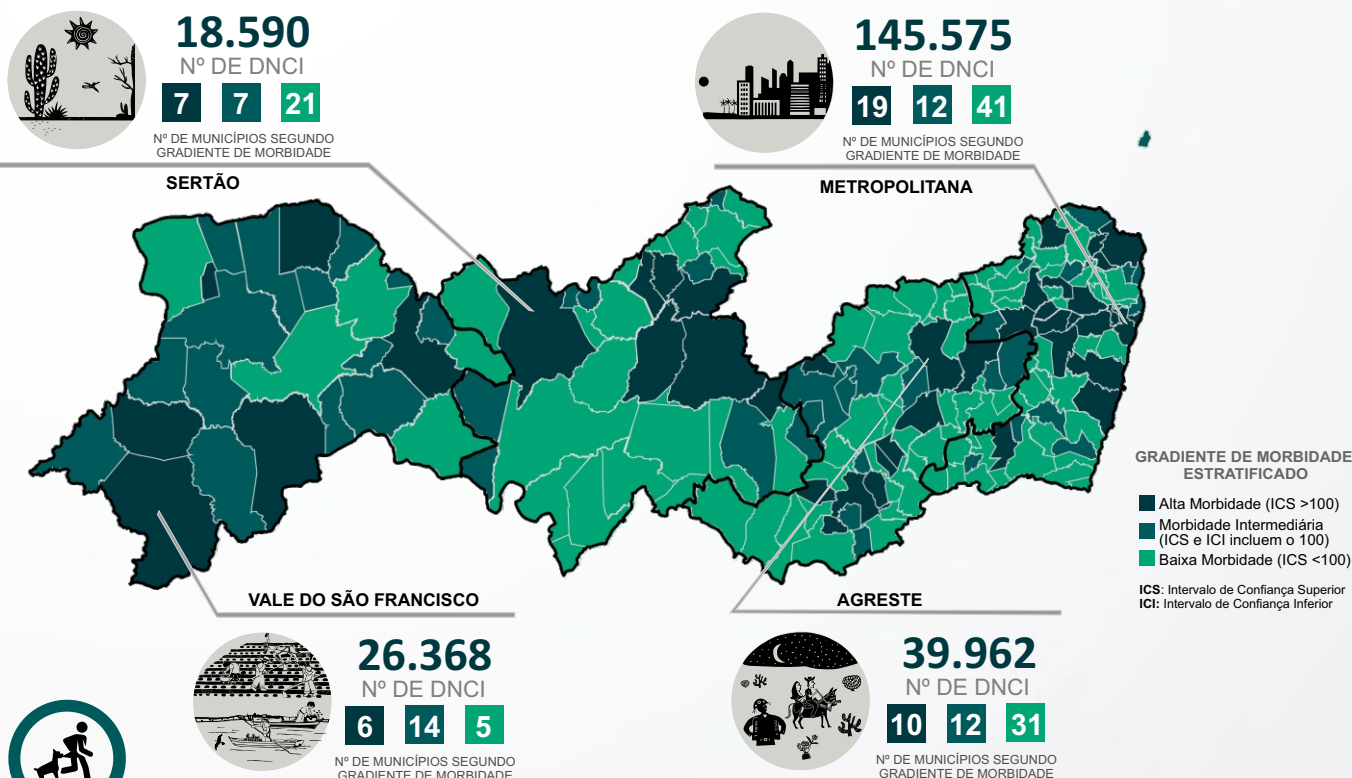 18.590
Nº DE DNCI
7 7 21
Nº DE MUNICÍPIOS SEGUNDO
GRADIENTE DE MORBIDADE
SERTÃO
145.575
Nº DE DNCI
19 12 41
Nº DE MUNICÍPIOS SEGUNDO
GRADIENTE DE MORBIDADE
METROPOLITANA
GRADIENTE DE MORBIDADE
ESTRATIFICADO
Alta Morbidade (ICS >100)
Morbidade Intermediária
(ICS e ICI incluem o 100)
Baixa Morbidade (ICS <100)
ICS: Intervalo de Confiança Superior
ICI: Intervalo de Confiança Inferior
VALE DO SÃO FRANCISCO
26.368
Nº DE DNCI
6 14 5
Nº DE MUNICÍPIOS SEGUNDO
GRADIENTE DE MORBIDADE
AGRESTE
39.962
Nº DE DNCI
10 12 31
Nº DE MUNICÍPIOS SEGUNDO
GRADIENTE DE MORBIDADE